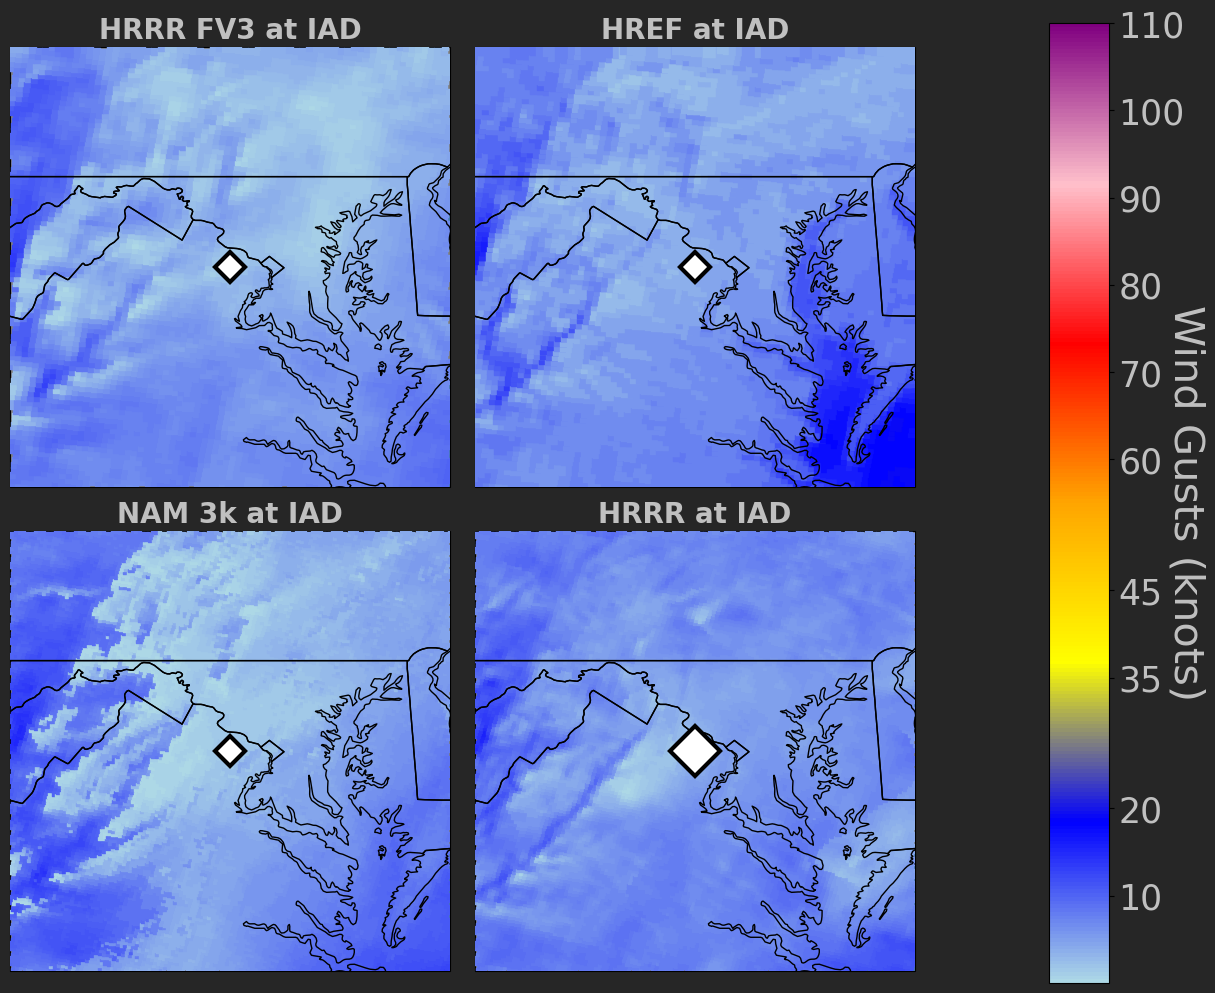 HRRR FV3 at IAD
HREF at IAD
NAM 3k at IAD
HRRR at IAD
110
100
90
80
70
60
45
35
20
10
Wind Gusts (knots)